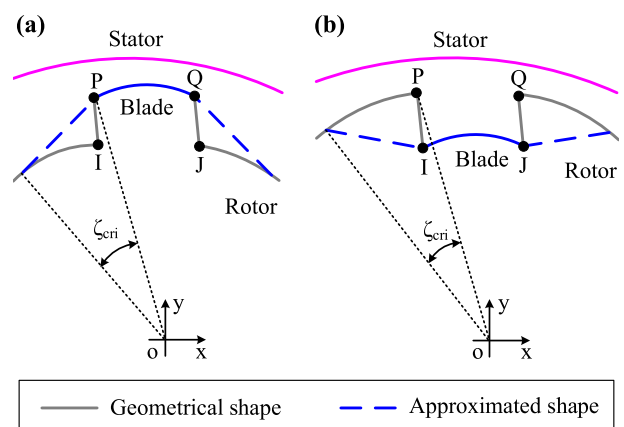 (a)
Stator
P
Q
Blade
I
J
Rotor
ζcri
y
o
x
(b)
Stator
P
Q
I
Blade
J
Rotor
ζcri
y
o
x
Geometrical shape
Approximated shape